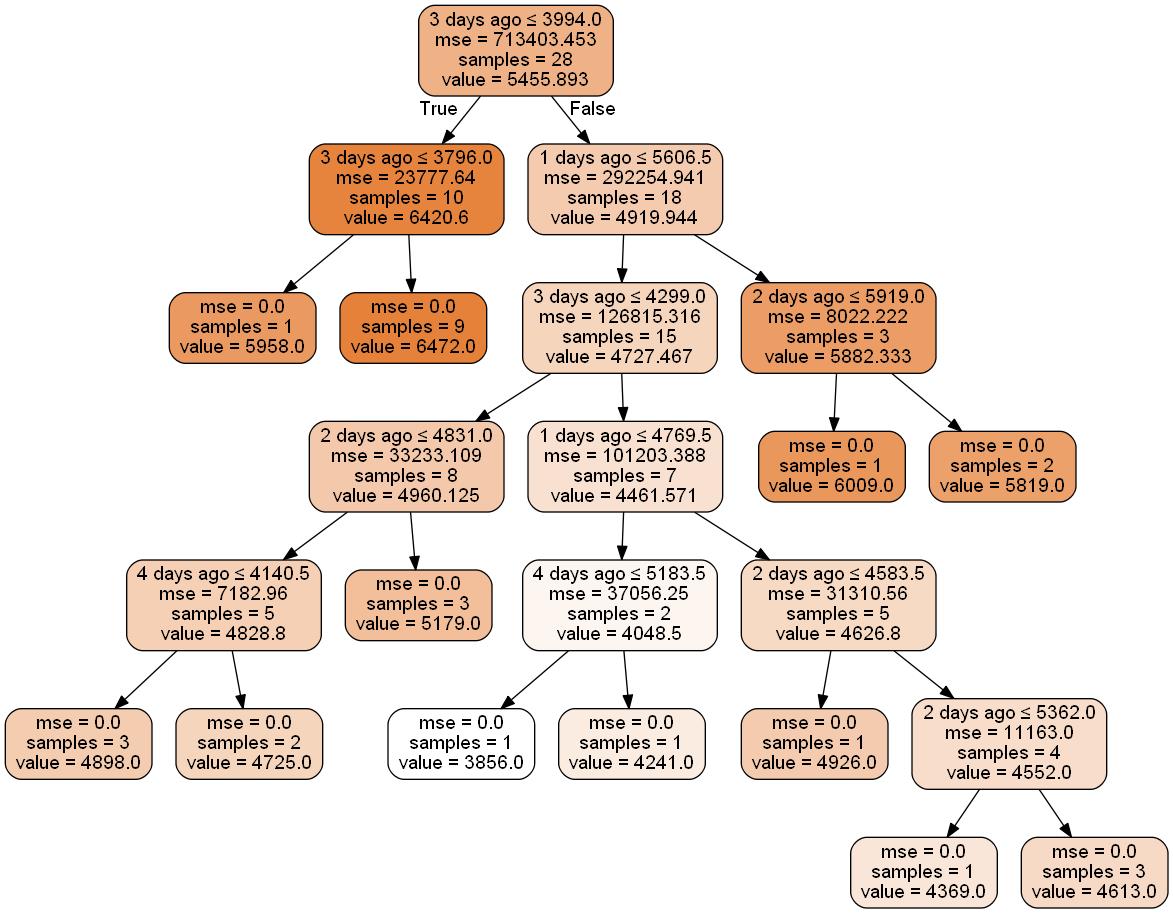 3 days ago ≤ 3994.0
mse = 713403.453
samples = 28
value = 5455.893
True
False
3 days ago ≤ 3796.0
mse = 23777.64
samples = 10
value = 6420.6
1 days ago ≤ 5606.5
mse = 292254.941
samples = 18
value = 4919.944
mse = 0.0
samples = 1
value = 5958.0
mse = 0.0
samples = 9
value = 6472.0
3 days ago ≤ 4299.0
mse = 126815.316
samples = 15
value = 4727.467
2 days ago ≤ 5919.0
mse = 8022.222
samples = 3
value = 5882.333
2 days ago ≤ 4831.0
mse = 33233.109
samples = 8
value = 4960.125
1 days ago ≤ 4769.5
mse = 101203.388
samples = 7
value = 4461.571
mse = 0.0
samples = 1
value = 6009.0
mse = 0.0
samples = 2
value = 5819.0
4 days ago ≤ 4140.5
mse = 7182.96
samples = 5
value = 4828.8
mse = 0.0
samples = 3
value = 5179.0
4 days ago ≤ 5183.5
mse = 37056.25
samples = 2
value = 4048.5
2 days ago ≤ 4583.5
mse = 31310.56
samples = 5
value = 4626.8
mse = 0.0
samples = 3
value = 4898.0
mse = 0.0
samples = 2
value = 4725.0
mse = 0.0
samples = 1
value = 3856.0
mse = 0.0
samples = 1
value = 4241.0
mse = 0.0
samples = 1
value = 4926.0
2 days ago ≤ 5362.0
mse = 11163.0
samples = 4
value = 4552.0
mse = 0.0
samples = 1
value = 4369.0
mse = 0.0
samples = 3
value = 4613.0